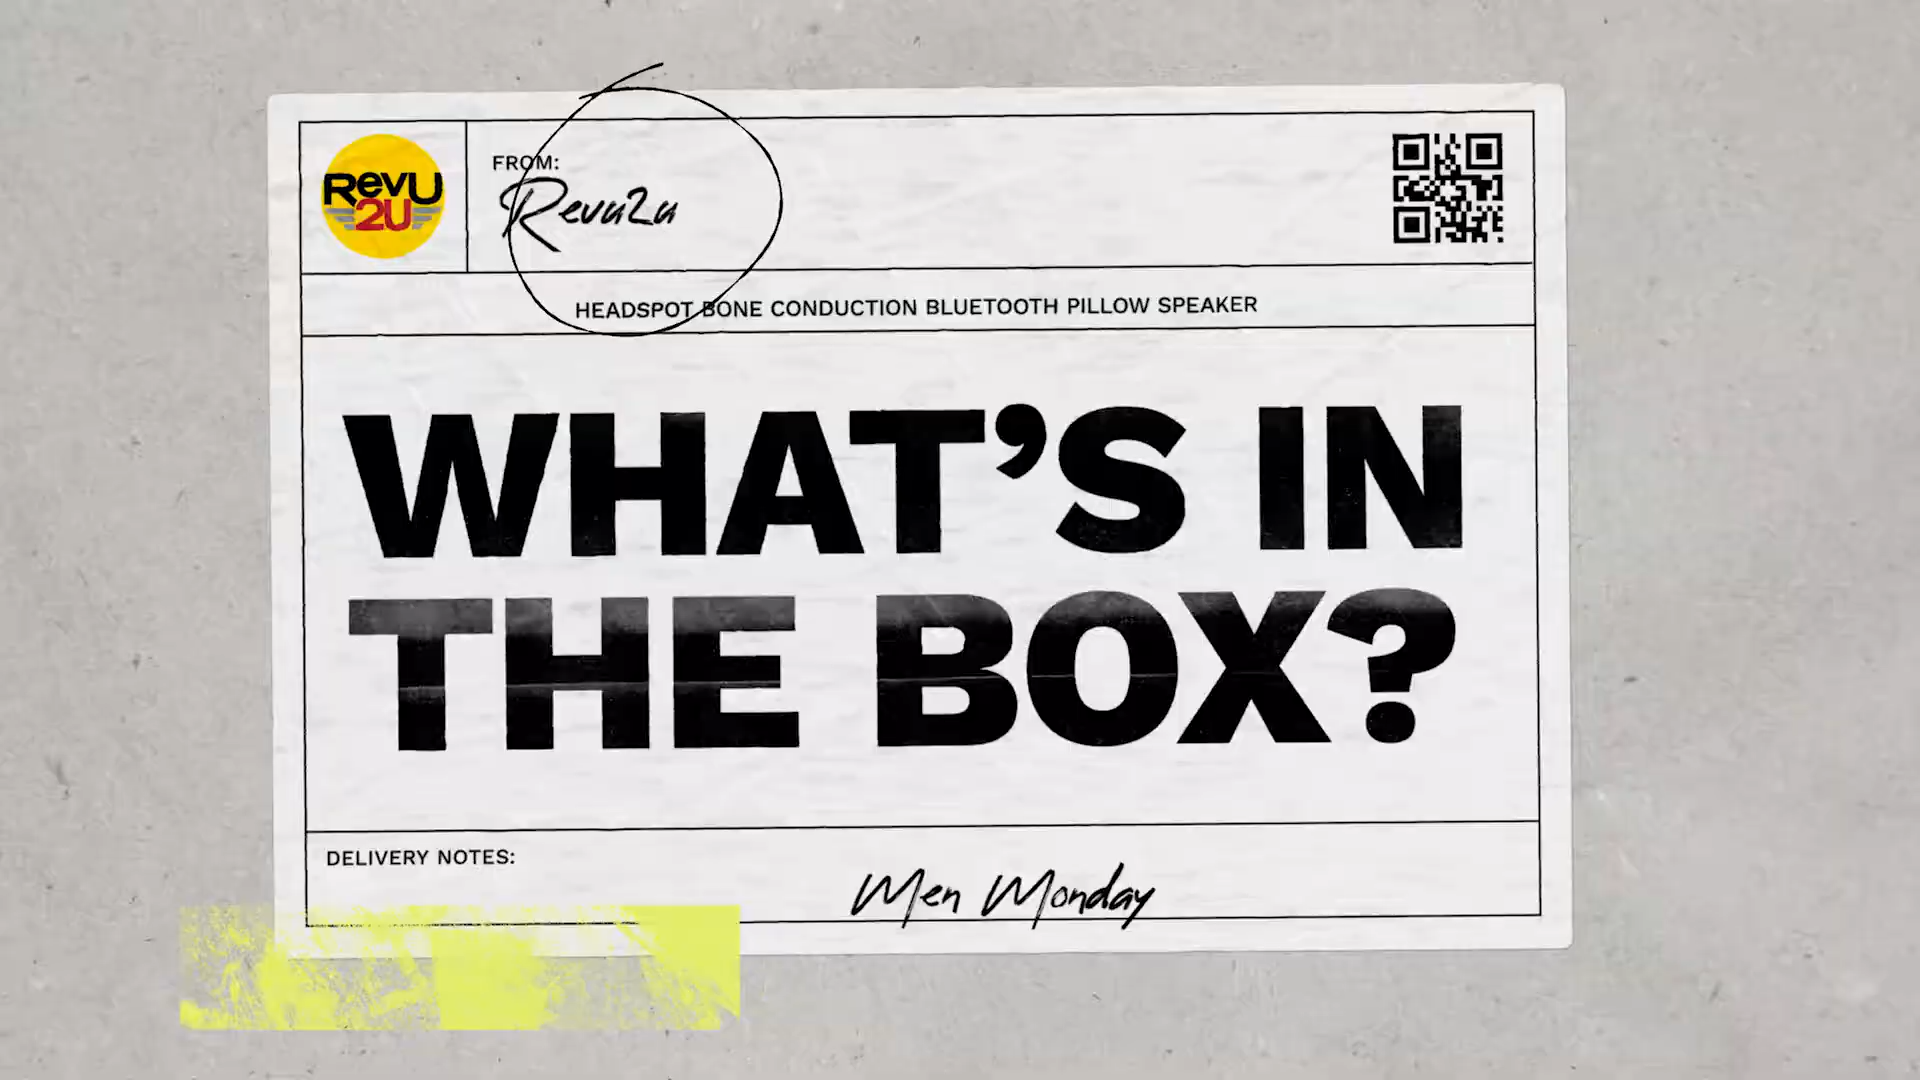 RevU
2U
FROM:
Revu2u
HEADSPOT BONE CONDUCTION BLUETOOTH PILLOW SPEAKER
WHAT'S IN
THE BOX?
DELIVERY NOTES:
Men Monday